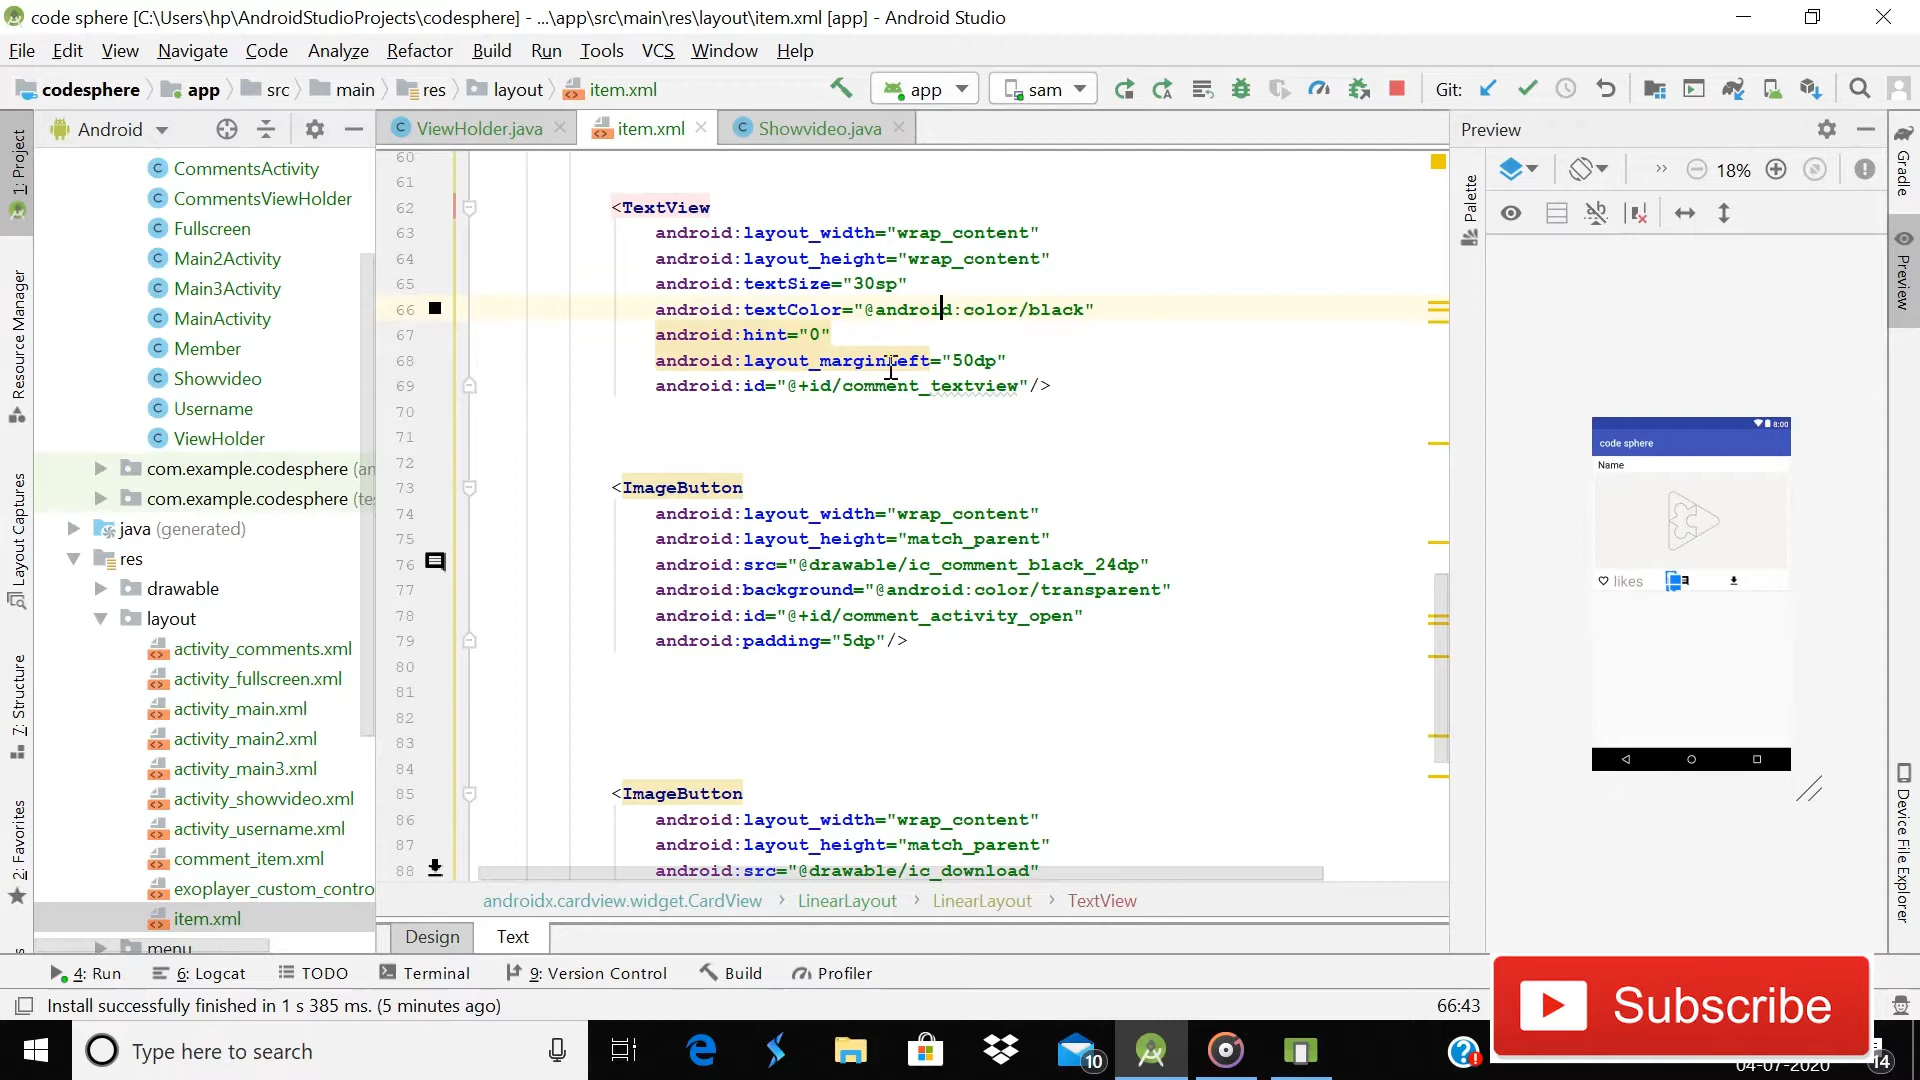 code sphere [C:\Users\hp\AndroidStudioProjects\codesphere] - ...\app\src\main\res\layout\item.xml [app] - Android Studio
File Edit View Navigate Code Analyze Refactor Build Run Tools VCS Window Help
codesphere app src main res layout item.xml app sam Git:
1: Project
Resource Manager
Layout Captures
7: Structure
2: Favorites
Android
CommentsActivity
CommentsViewHolder
Fullscreen
Main2Activity
Main3Activity
MainActivity
Member
Showvideo
Username
ViewHolder
com.example.codesphere (an
com.example.codesphere (te
java (generated)
res
drawable
layout
activity_comments.xml
activity_fullscreen.xml
activity_main.xml
activity_main2.xml
activity_main3.xml
activity_showvideo.xml
activity_username.xml
comment_item.xml
exoplayer_custom_contro
item.xml
menu
ViewHolder.java item.xml Showvideo.java
60
61
62 <TextView
63 android:layout_width="wrap_content"
64 android:layout_height="wrap_content"
65 android:textSize="30sp"
66 android:textColor="@android:color/black"
67 android:hint="0"
68 android:layout_marginLeft="50dp"
69 android:id="@+id/comment_textview"/>
70
71
72
73 <ImageButton
74 android:layout_width="wrap_content"
75 android:layout_height="match_parent"
76 android:src="@drawable/ic_comment_black_24dp"
77 android:background="@android:color/transparent"
78 android:id="@+id/comment_activity_open"
79 android:padding="5dp"/>
80
81
82
83
84
85 <ImageButton
86 android:layout_width="wrap_content"
87 android:layout_height="match_parent"
88 android:src="@drawable/ic_download"
androidx.cardview.widget.CardView LinearLayout LinearLayout TextView
Design Text
Palette
Preview
18%
8:00
code sphere
Name
likes
Gradle
Preview
Device File Explorer
4: Run 6: Logcat TODO Terminal 9: Version Control Build Profiler
Install successfully finished in 1 s 385 ms. (5 minutes ago)
66:43
Subscribe
Type here to search
10
04-07-2020
14